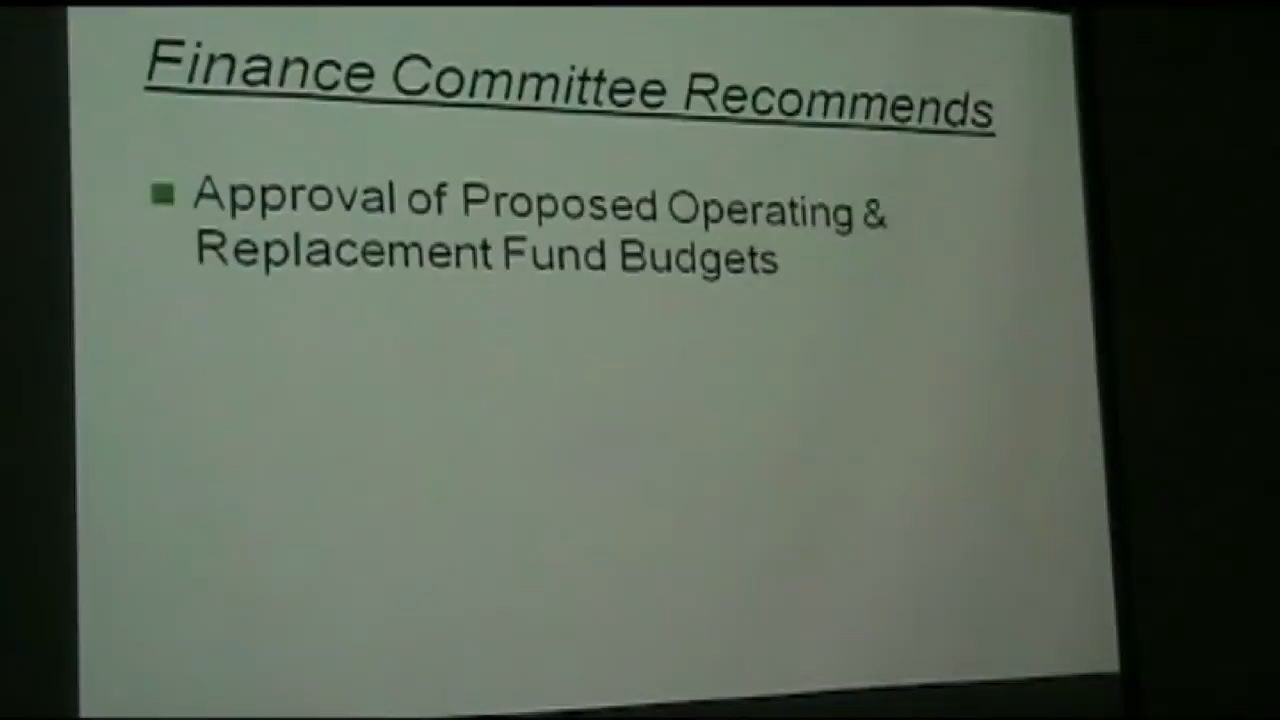 Finance Committee Recommends
Approval of Proposed Operating &
Replacement Fund Budgets